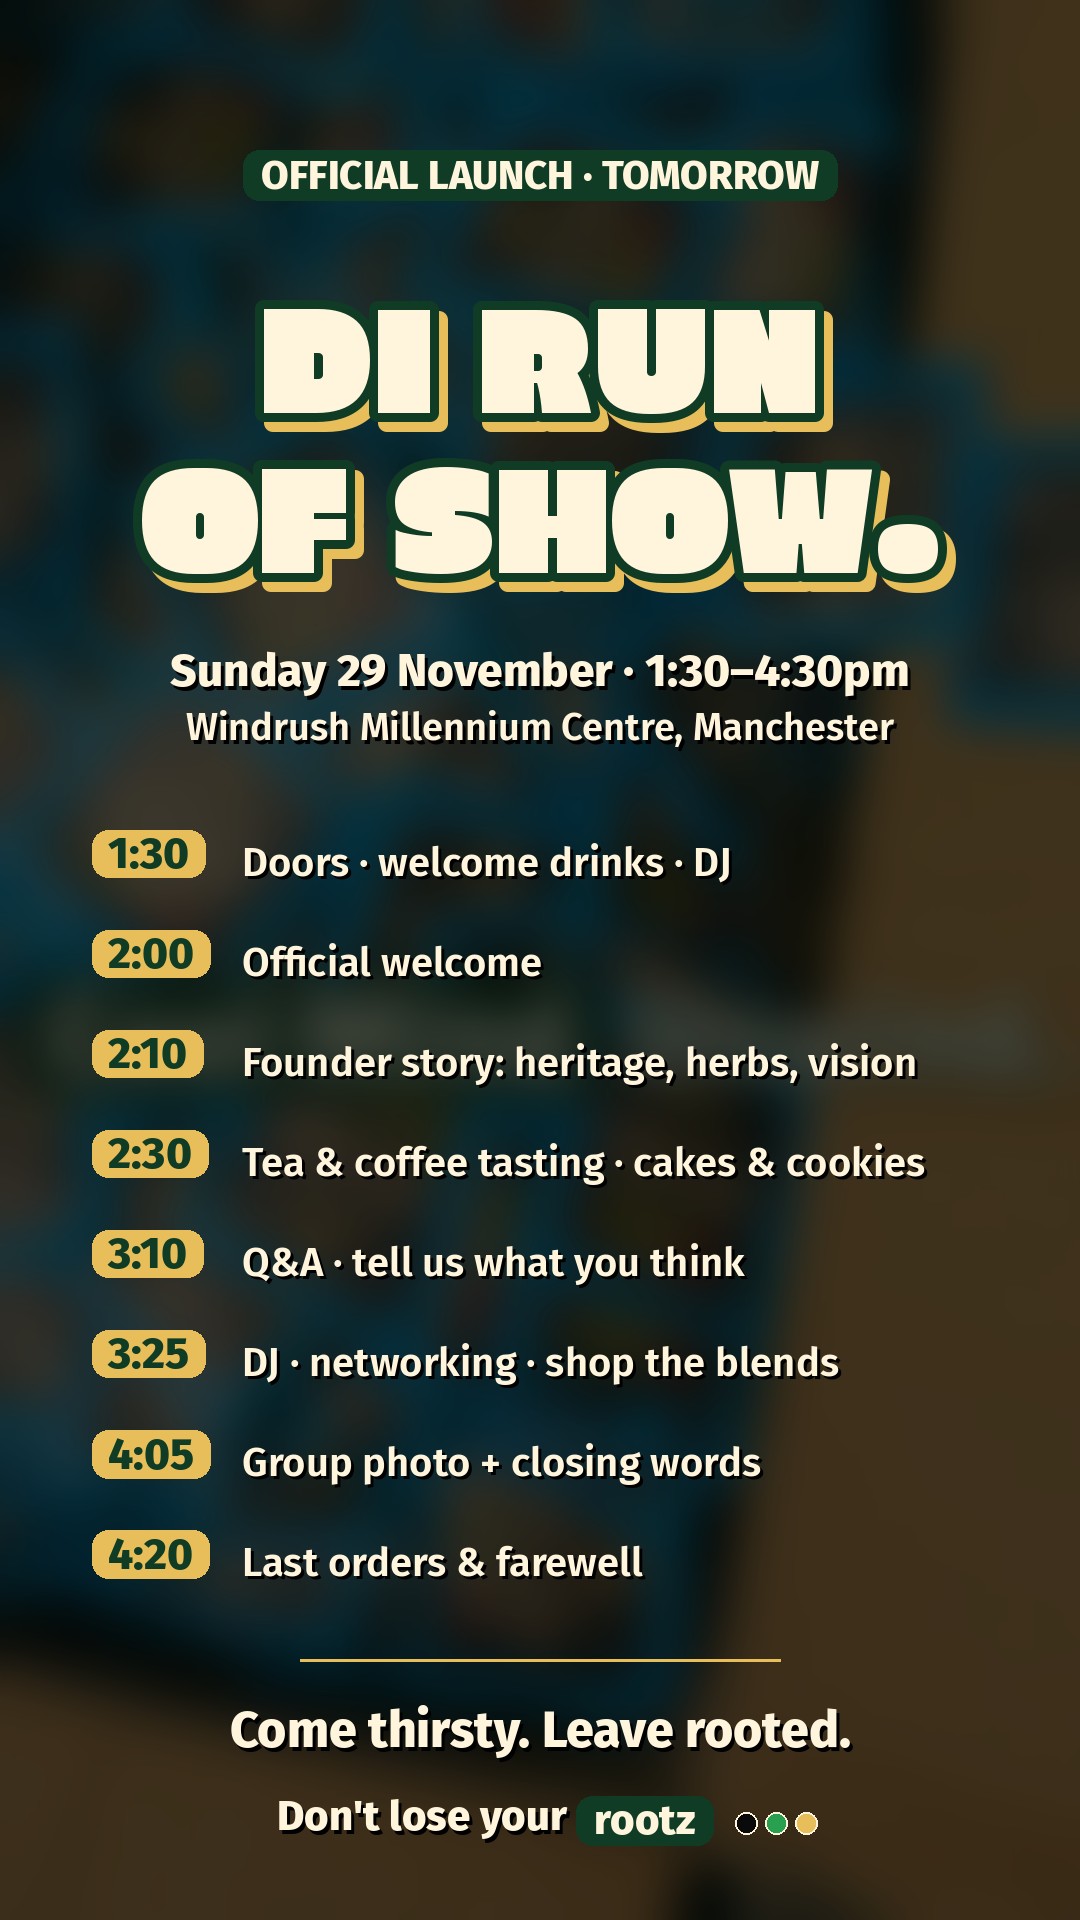 OFFICIAL LAUNCH · TOMORROW
DI RUN
OF SHOW.
Sunday 29 November · 1:30–4:30pm
Windrush Millennium Centre, Manchester
1:30 Doors · welcome drinks · DJ
2:00 Official welcome
2:10 Founder story: heritage, herbs, vision
2:30 Tea & coffee tasting · cakes & cookies
3:10 Q&A · tell us what you think
3:25 DJ · networking · shop the blends
4:05 Group photo + closing words
4:20 Last orders & farewell
Come thirsty. Leave rooted.
Don't lose your rootz